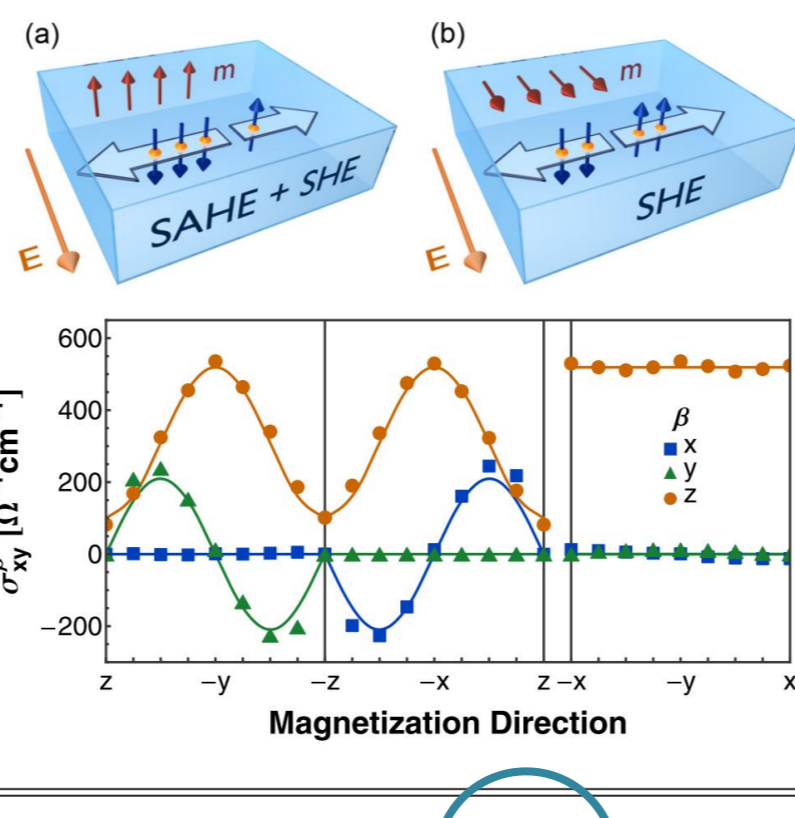 (a)
(b)
m
m
SAHE + SHE
SHE
E
E
600
400
200
0
−200
β
x
y
z
z −y −z −x z −x −y x
Magnetization Direction